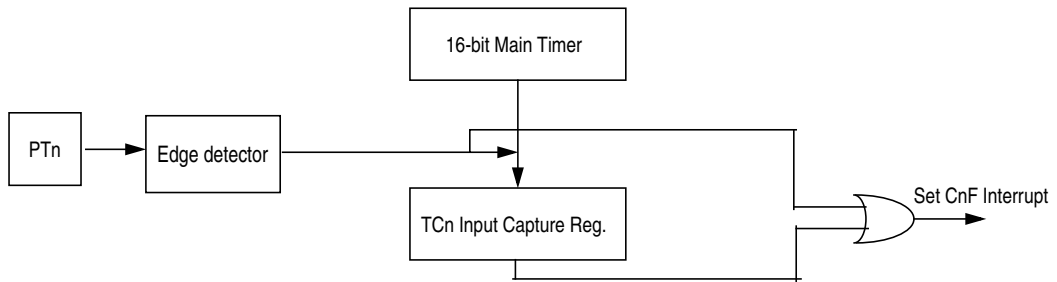 16-bit Main Timer
PTn
Edge detector
TCn Input Capture Reg.
Set CnF Interrupt